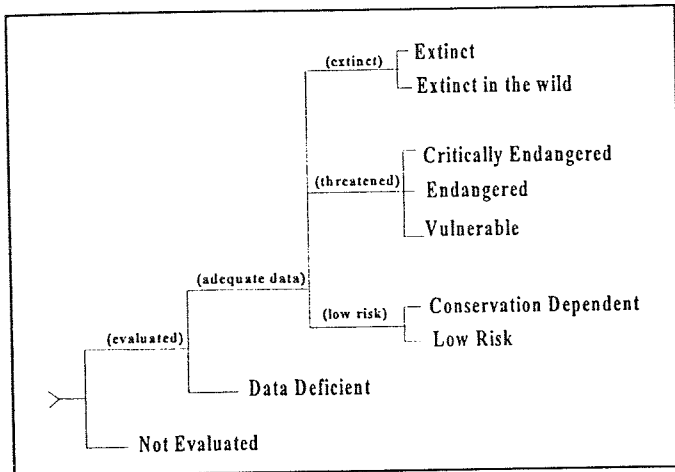 (extinct)
Extinct
Extinct in the wild
(threatened)
Critically Endangered
Endangered
Vulnerable
(adequate data)
(low risk)
Conservation Dependent
Low Risk
(evaluated)
Data Deficient
Not Evaluated